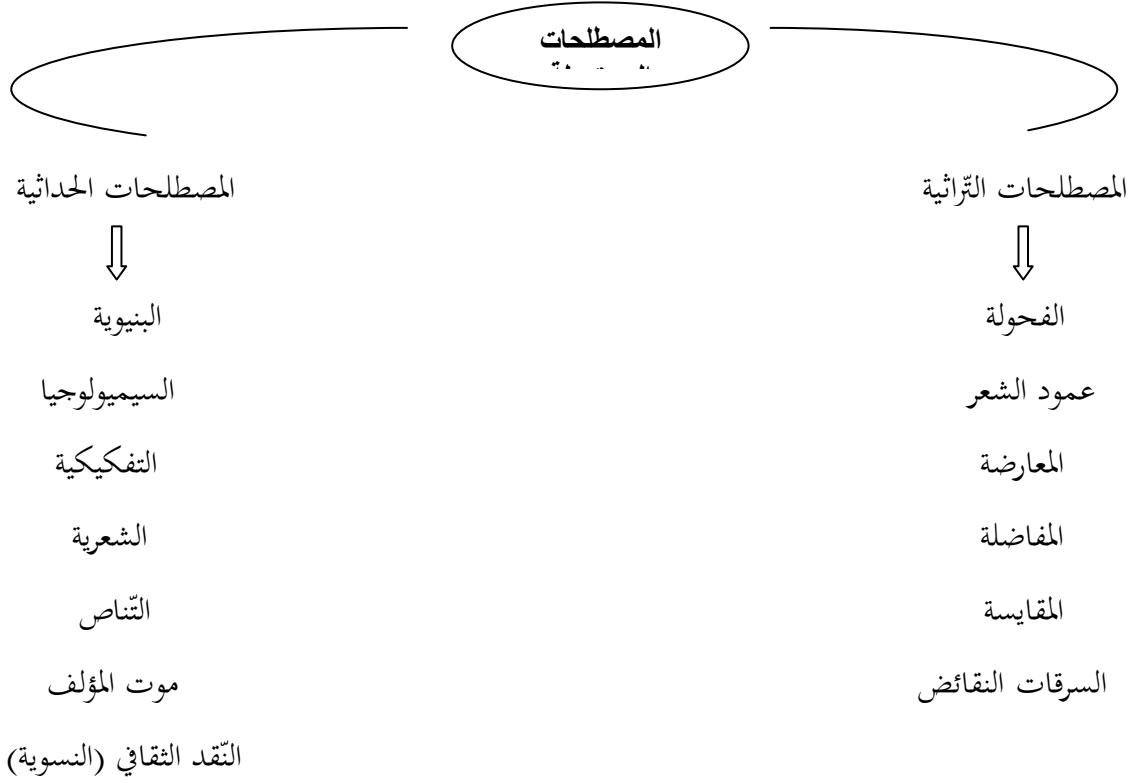 المصطلحات
المصطلحات التّراثية
المصطلحات الحداثية
الفحولة
البنيوية
عمود الشعر
السيميولوجيا
المعارضة
التفكيكية
المفاضلة
الشعرية
المقايسة
التّناص
السرقات النقائض
موت المؤلف
النّقد الثقافي (النسوية)